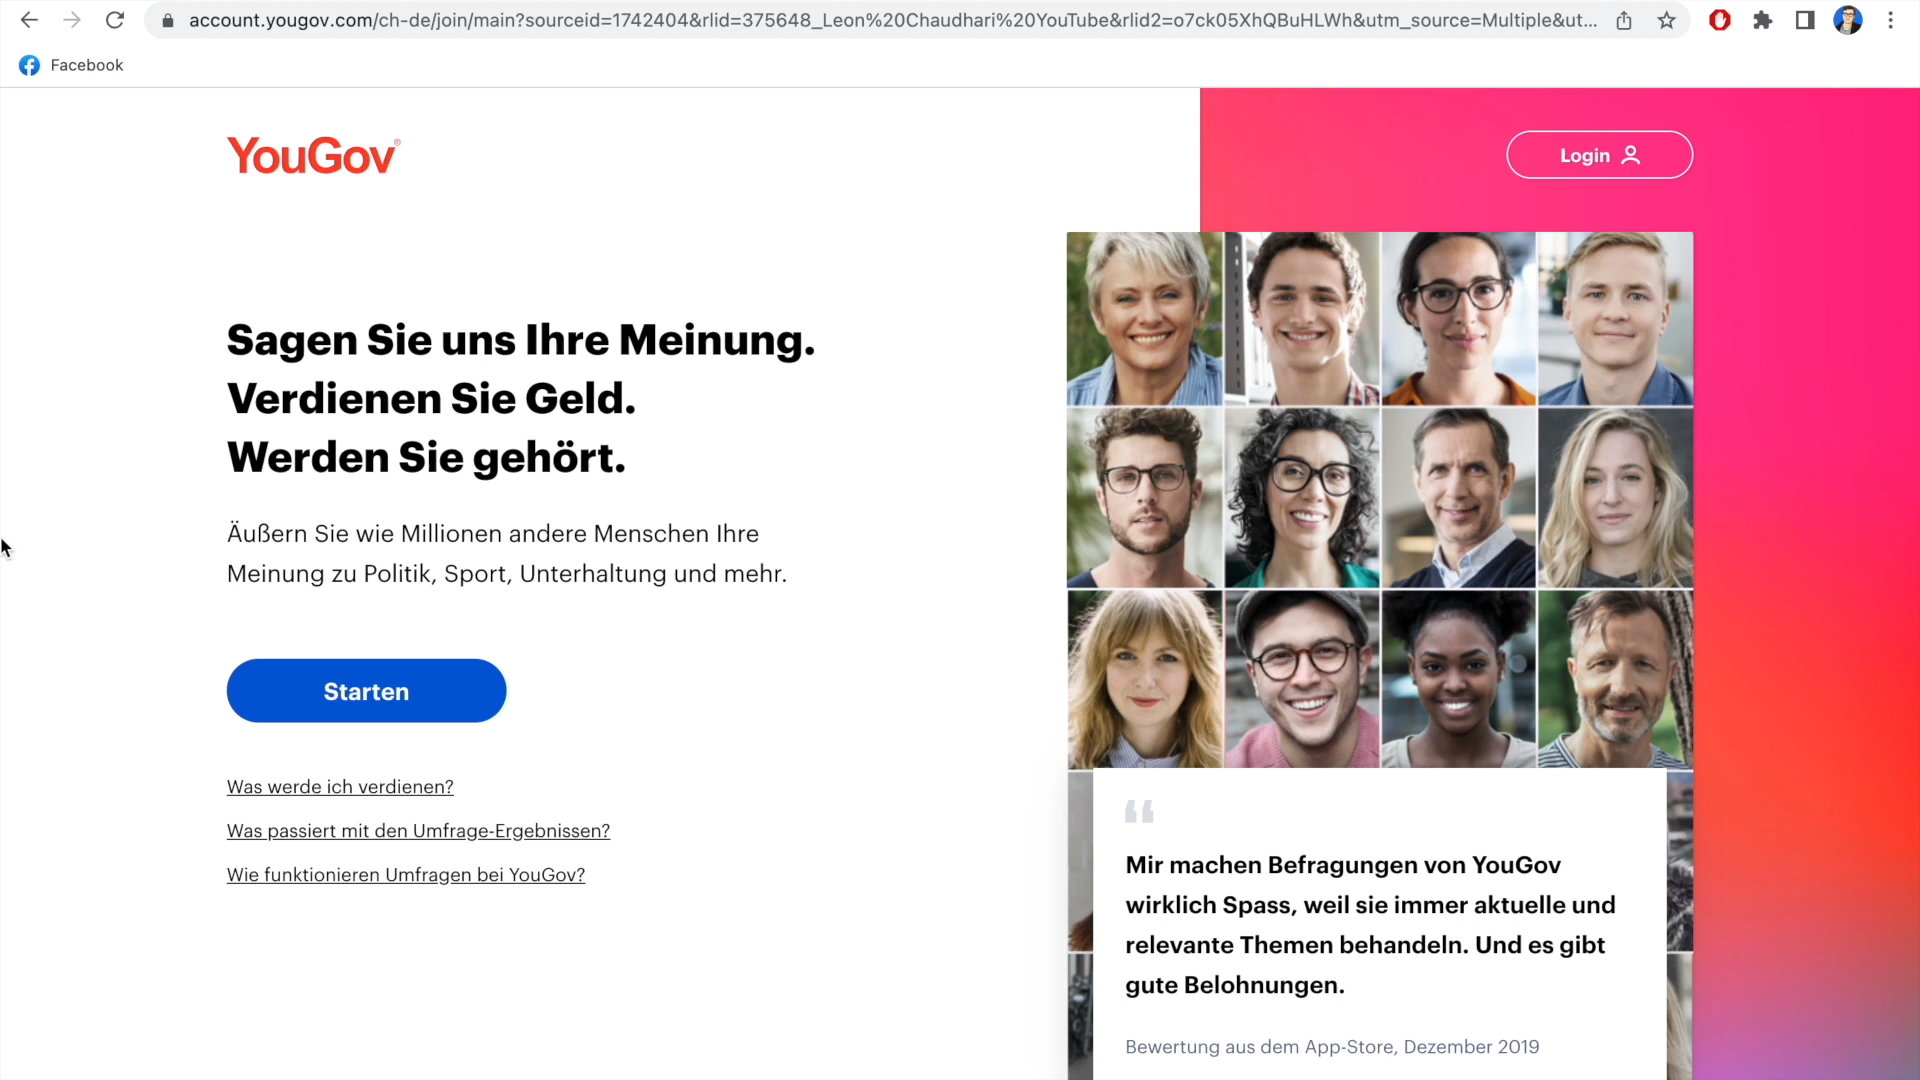 account.yougov.com/ch-de/join/main?sourceid=1742404&rlid=375648_Leon%20Chaudhari%20YouTube&rlid2=o7ck05XhQBuHLWh&utm_source=Multiple&ut...
Facebook
YouGov®
Login
Sagen Sie uns Ihre Meinung.
Verdienen Sie Geld.
Werden Sie gehört.
Äußern Sie wie Millionen andere Menschen Ihre
Meinung zu Politik, Sport, Unterhaltung und mehr.
Starten
Was werde ich verdienen?
Was passiert mit den Umfrage-Ergebnissen?
Wie funktionieren Umfragen bei YouGov?
“
Mir machen Befragungen von YouGov
wirklich Spass, weil sie immer aktuelle und
relevante Themen behandeln. Und es gibt
gute Belohnungen.
Bewertung aus dem App-Store, Dezember 2019